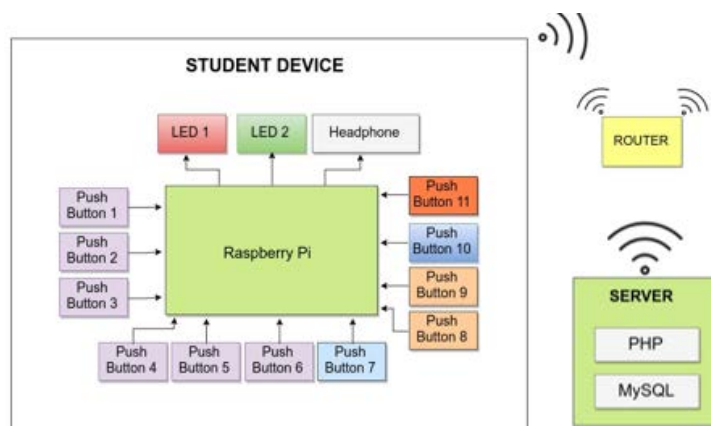 STUDENT DEVICE
LED 1
LED 2
Headphone
ROUTER
Push
Button 1
Push
Button 2
Push
Button 3
Raspberry Pi
Push
Button 11
Push
Button 10
Push
Button 9
Push
Button 8
Push
Button 4
Push
Button 5
Push
Button 6
Push
Button 7
SERVER
PHP
MySQL